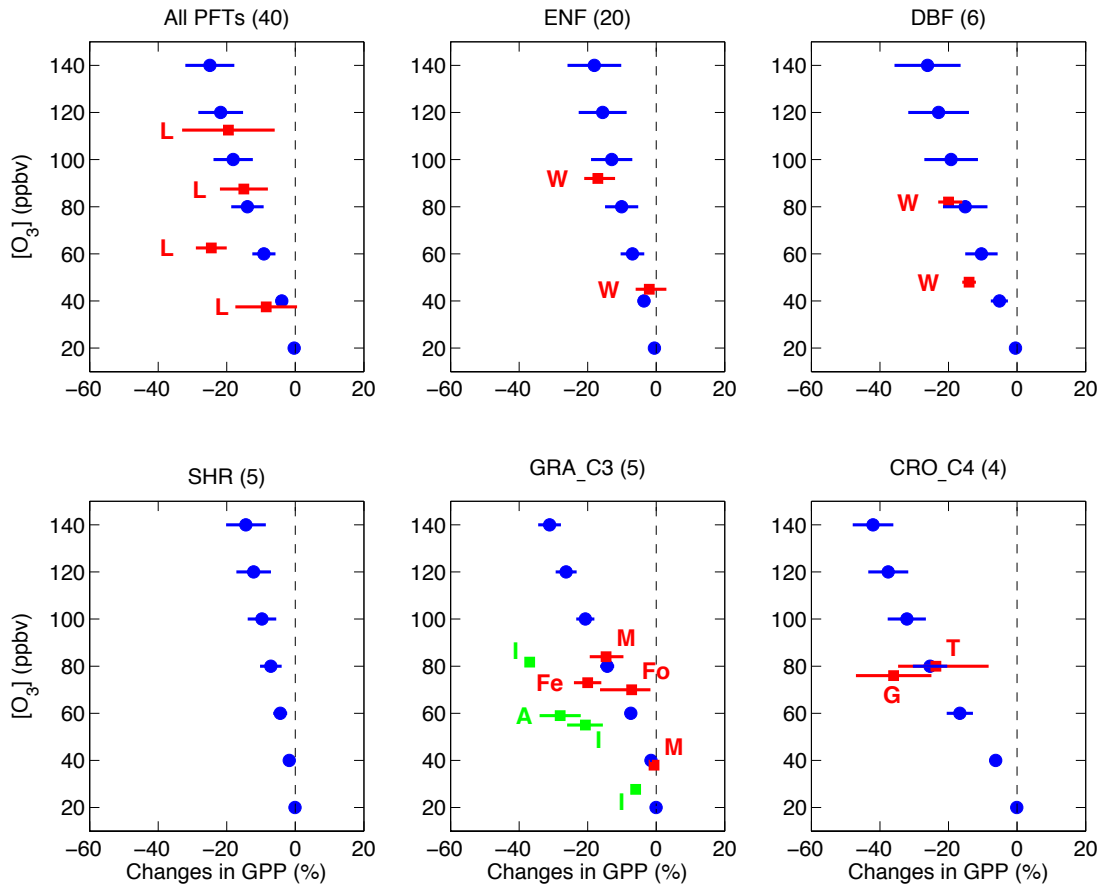 All PFTs (40)
ENF (20)
DBF (6)
[O3] (ppbv)
140
120
100
80
60
40
20
L
L
L
L
−60 −40 −20 0 20
140
120
100
80
60
40
20
W
W
−60 −40 −20 0 20
140
120
100
80
60
40
20
W
W
−60 −40 −20 0 20
SHR (5)
GRA_C3 (5)
CRO_C4 (4)
[O3] (ppbv)
140
120
100
80
60
40
20
−60 −40 −20 0 20
Changes in GPP (%)
140
120
100
80
60
40
20
M
I
Fe
Fo
A
I
M
I
−60 −40 −20 0 20
Changes in GPP (%)
140
120
100
80
60
40
20
T
G
−60 −40 −20 0 20
Changes in GPP (%)